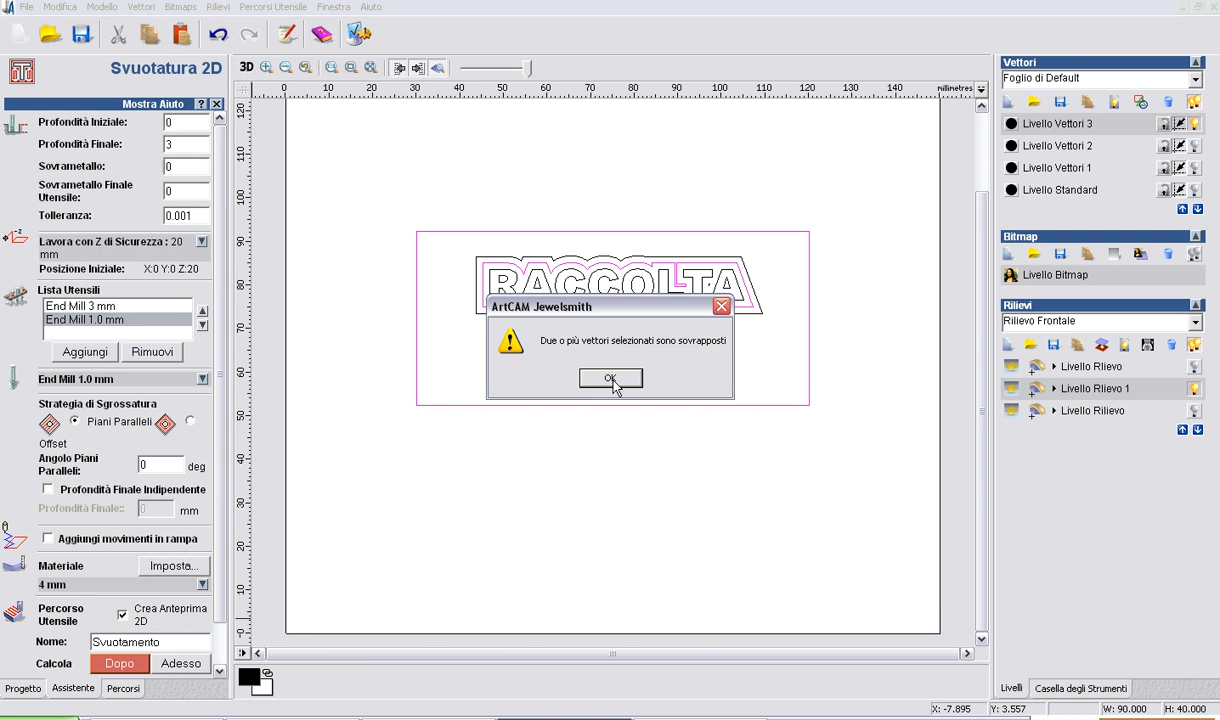 File Modifica Modello Vettori Bitmaps Rilievi Percorsi Utensile Finestra Aiuto
Svuotatura 2D
Mostra Aiuto ?
Profondità Iniziale: 0
Profondità Finale: 3
Sovrametallo: 0
Sovrametallo Finale Utensile: 0
Tolleranza: 0.001
Lavora con Z di Sicurezza : 20 mm
Posizione Iniziale: X:0 Y:0 Z:20
Lista Utensili
End Mill 3 mm
End Mill 1.0 mm
Aggiungi Rimuovi
End Mill 1.0 mm
Strategia di Sgrossatura
Piani Paralleli
Offset
Angolo Piani Paralleli: 0 deg
Profondità Finale Indipendente
Profondità Finale:: 0 mm
Aggiungi movimenti in rampa
Materiale Imposta...
4 mm
Percorso Utensile Crea Anteprima 2D
Nome: Svuotamento
Calcola Dopo Adesso
Progetto Assistente Percorsi
3D
0 10 20 30 40 50 60 70 80 90 100 110 120 130 140 millimetres
120
110
100
90
80
70
60
50
40
30
20
10
0
RACCOLTA
ArtCAM Jewelsmith
Due o più vettori selezionati sono sovrapposti
OK
Vettori
Foglio di Default
Livello Vettori 3
Livello Vettori 2
Livello Vettori 1
Livello Standard
Bitmap
Livello Bitmap
Rilievi
Rilievo Frontale
Livello Rlievo
Livello Rlievo 1
Livello Rilievo
Livelli Casella degli Strumenti
X: -7.895 Y: 3.557 W: 90.000 H: 40.000